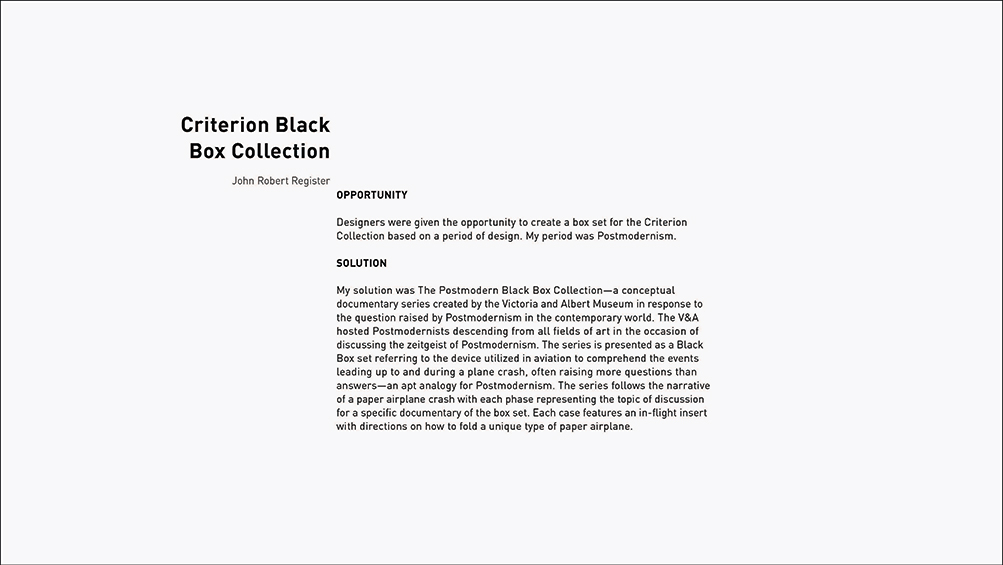 Criterion Black
Box Collection
John Robert Register
OPPORTUNITY
Designers were given the opportunity to create a box set for the Criterion
Collection based on a period of design. My period was Postmodernism.
SOLUTION
My solution was The Postmodern Black Box Collection—a conceptual
documentary series created by the Victoria and Albert Museum in response to
the question raised by Postmodernism in the contemporary world. The V&A
hosted Postmodernists descending from all fields of art in the occasion of
discussing the zeitgeist of Postmodernism. The series is presented as a Black
Box set referring to the device utilized in aviation to comprehend the events
leading up to and during a plane crash, often raising more questions than
answers—an apt analogy for Postmodernism. The series follows the narrative
of a paper airplane crash with each phase representing the topic of discussion
for a specific documentary of the box set. Each case features an in-flight insert
with directions on how to fold a unique type of paper airplane.